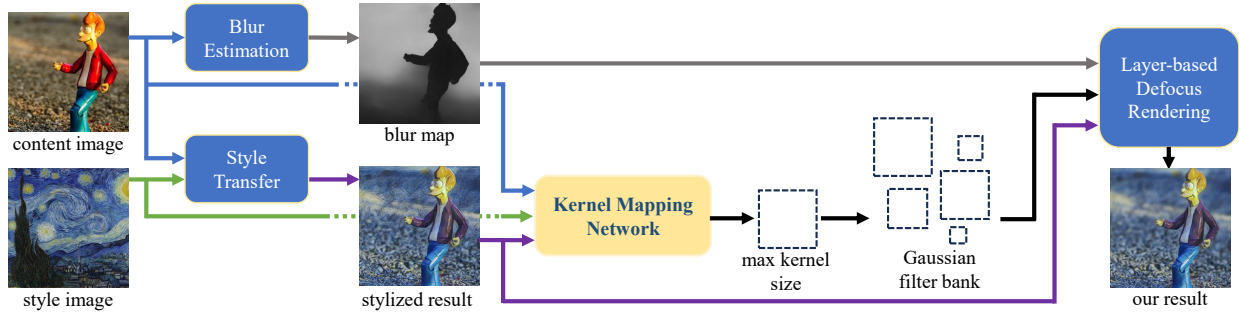 Blur
Estimation
content image
blur map
Style
Transfer
style image
stylized result
Kernel Mapping
Network
max kernel
size
Gaussian
filter bank
Layer-based
Defocus
Rendering
our result